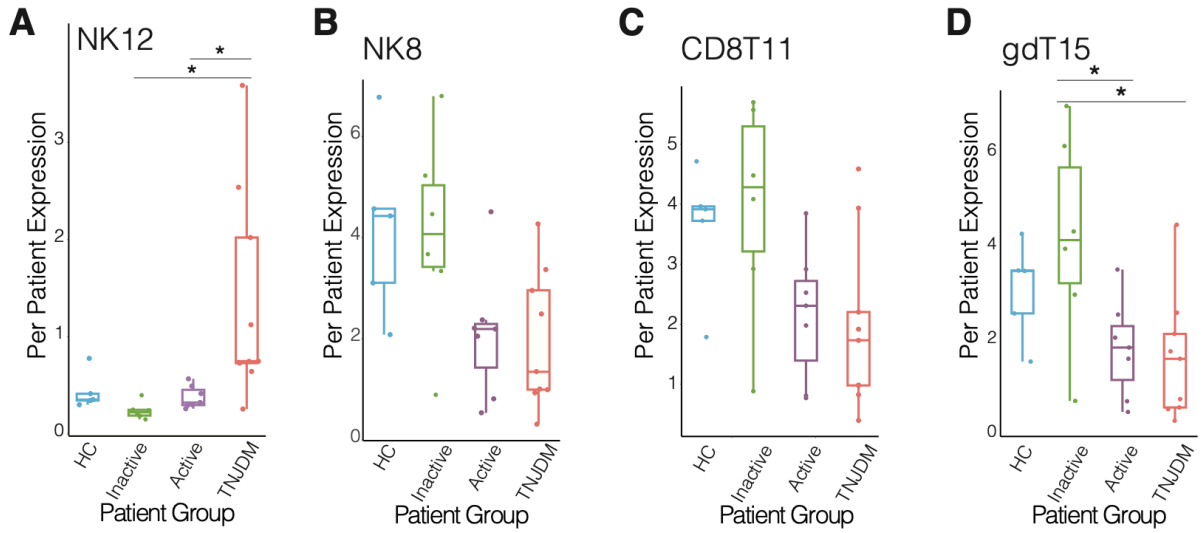 A
NK12
*
*
Per Patient Expression
3
2
1
0
HC
Inactive
Active
TNJDM
Patient Group
B
NK8
Per Patient Expression
6
4
2
0
HC
Inactive
Active
TNJDM
Patient Group
C
CD8T11
Per Patient Expression
5
4
3
2
1
HC
Inactive
Active
TNJDM
Patient Group
D
gdT15
*
*
Per Patient Expression
6
4
2
0
HC
Inactive
Active
TNJDM
Patient Group